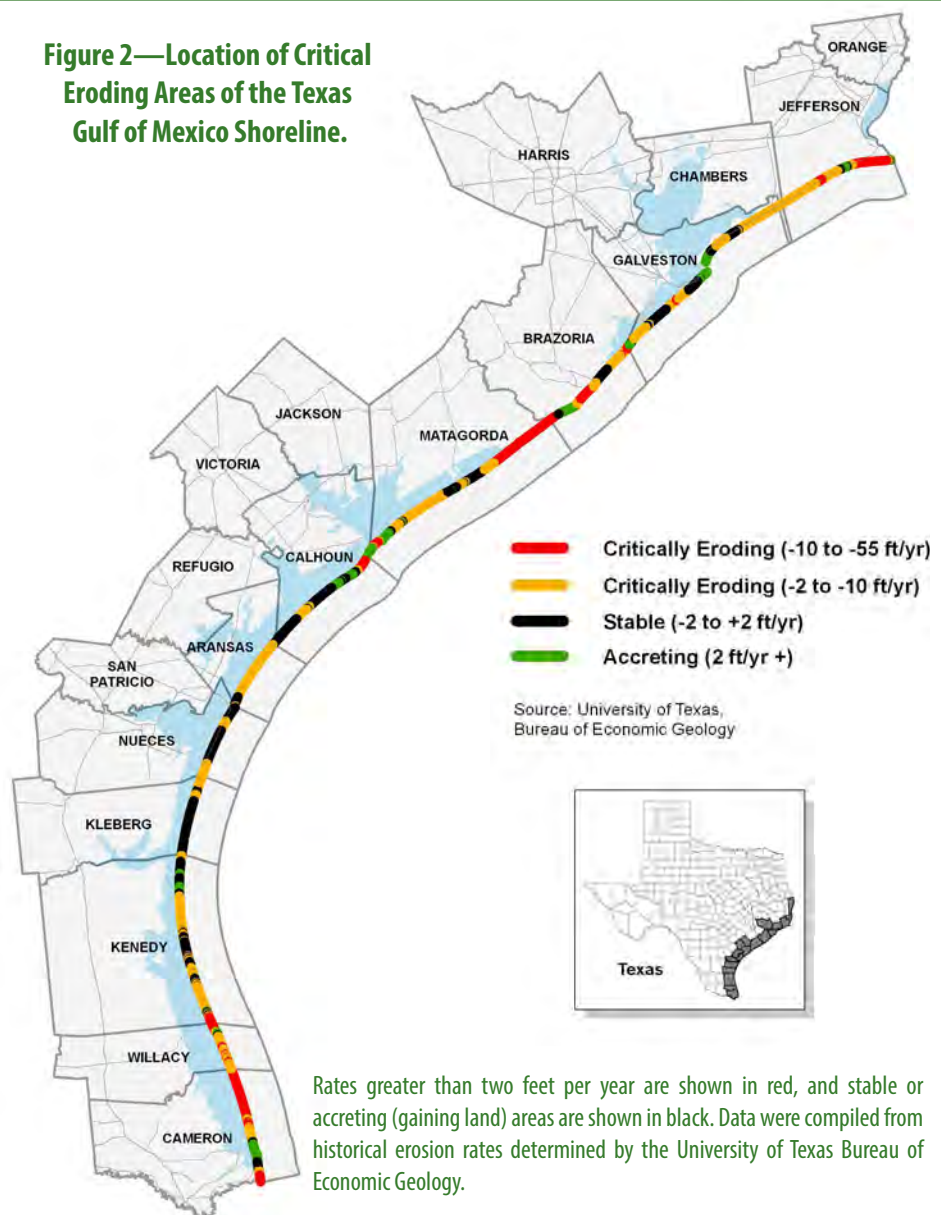 Figure 2—Location of Critical
Eroding Areas of the Texas
Gulf of Mexico Shoreline.
ORANGE
JEFFERSON
HARRIS
CHAMBERS
GALVESTON
BRAZORIA
JACKSON
MATAGORDA
VICTORIA
CALHOUN
REFUGIO
ARANSAS
SAN
PATRICIO
NUECES
KLEBERG
KENEDY
WILLACY
CAMERON
Critically Eroding (-10 to -55 ft/yr)
Critically Eroding (-2 to -10 ft/yr)
Stable (-2 to +2 ft/yr)
Accreting (2 ft/yr +)
Source: University of Texas,
Bureau of Economic Geology
Texas
Rates greater than two feet per year are shown in red, and stable or
accreting (gaining land) areas are shown in black. Data were compiled from
historical erosion rates determined by the University of Texas Bureau of
Economic Geology.